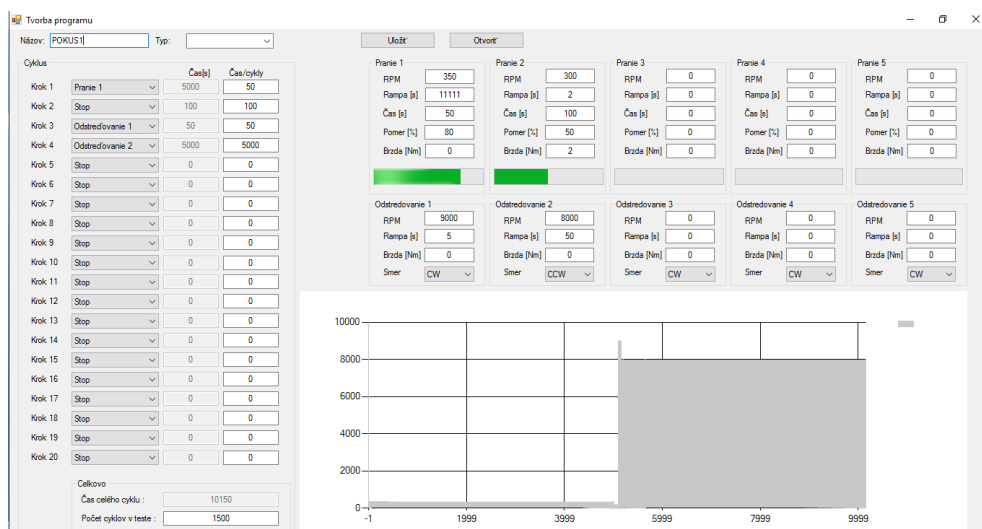 Tvorba programu
Názov: POKUS1 Typ: Uložiť Otvoriť
Cyklus
Čas[s] Čas/cykly
Krok 1 Pranie 1 5000 50
Krok 2 Stop 100 100
Krok 3 Odstreďovanie 1 50 50
Krok 4 Odstreďovanie 2 5000 5000
Krok 5 Stop 0 0
Krok 6 Stop 0 0
Krok 7 Stop 0 0
Krok 8 Stop 0 0
Krok 9 Stop 0 0
Krok 10 Stop 0 0
Krok 11 Stop 0 0
Krok 12 Stop 0 0
Krok 13 Stop 0 0
Krok 14 Stop 0 0
Krok 15 Stop 0 0
Krok 16 Stop 0 0
Krok 17 Stop 0 0
Krok 18 Stop 0 0
Krok 19 Stop 0 0
Krok 20 Stop 0 0
Celkovo
Čas celého cyklu : 10150
Počet cyklov v teste : 1500
Pranie 1
RPM 350
Rampa [s] 11111
Čas [s] 50
Pomer [%] 80
Brzda [Nm] 0
Pranie 2
RPM 300
Rampa [s] 2
Čas [s] 100
Pomer [%] 50
Brzda [Nm] 2
Pranie 3
RPM 0
Rampa [s] 0
Čas [s] 0
Pomer [%] 0
Brzda [Nm] 0
Pranie 4
RPM 0
Rampa [s] 0
Čas [s] 0
Pomer [%] 0
Brzda [Nm] 0
Pranie 5
RPM 0
Rampa [s] 0
Čas [s] 0
Pomer [%] 0
Brzda [Nm] 0
Odstredovanie 1
RPM 9000
Rampa [s] 5
Brzda [Nm] 0
Smer CW
Odstredovanie 2
RPM 8000
Rampa [s] 50
Brzda [Nm] 0
Smer CCW
Odstredovanie 3
RPM 0
Rampa [s] 0
Brzda [Nm] 0
Smer CW
Odstredovanie 4
RPM 0
Rampa [s] 0
Brzda [Nm] 0
Smer CW
Odstredovanie 5
RPM 0
Rampa [s] 0
Brzda [Nm] 0
Smer CW
10000
8000
6000
4000
2000
0
-1 1999 3999 5999 7999 9999